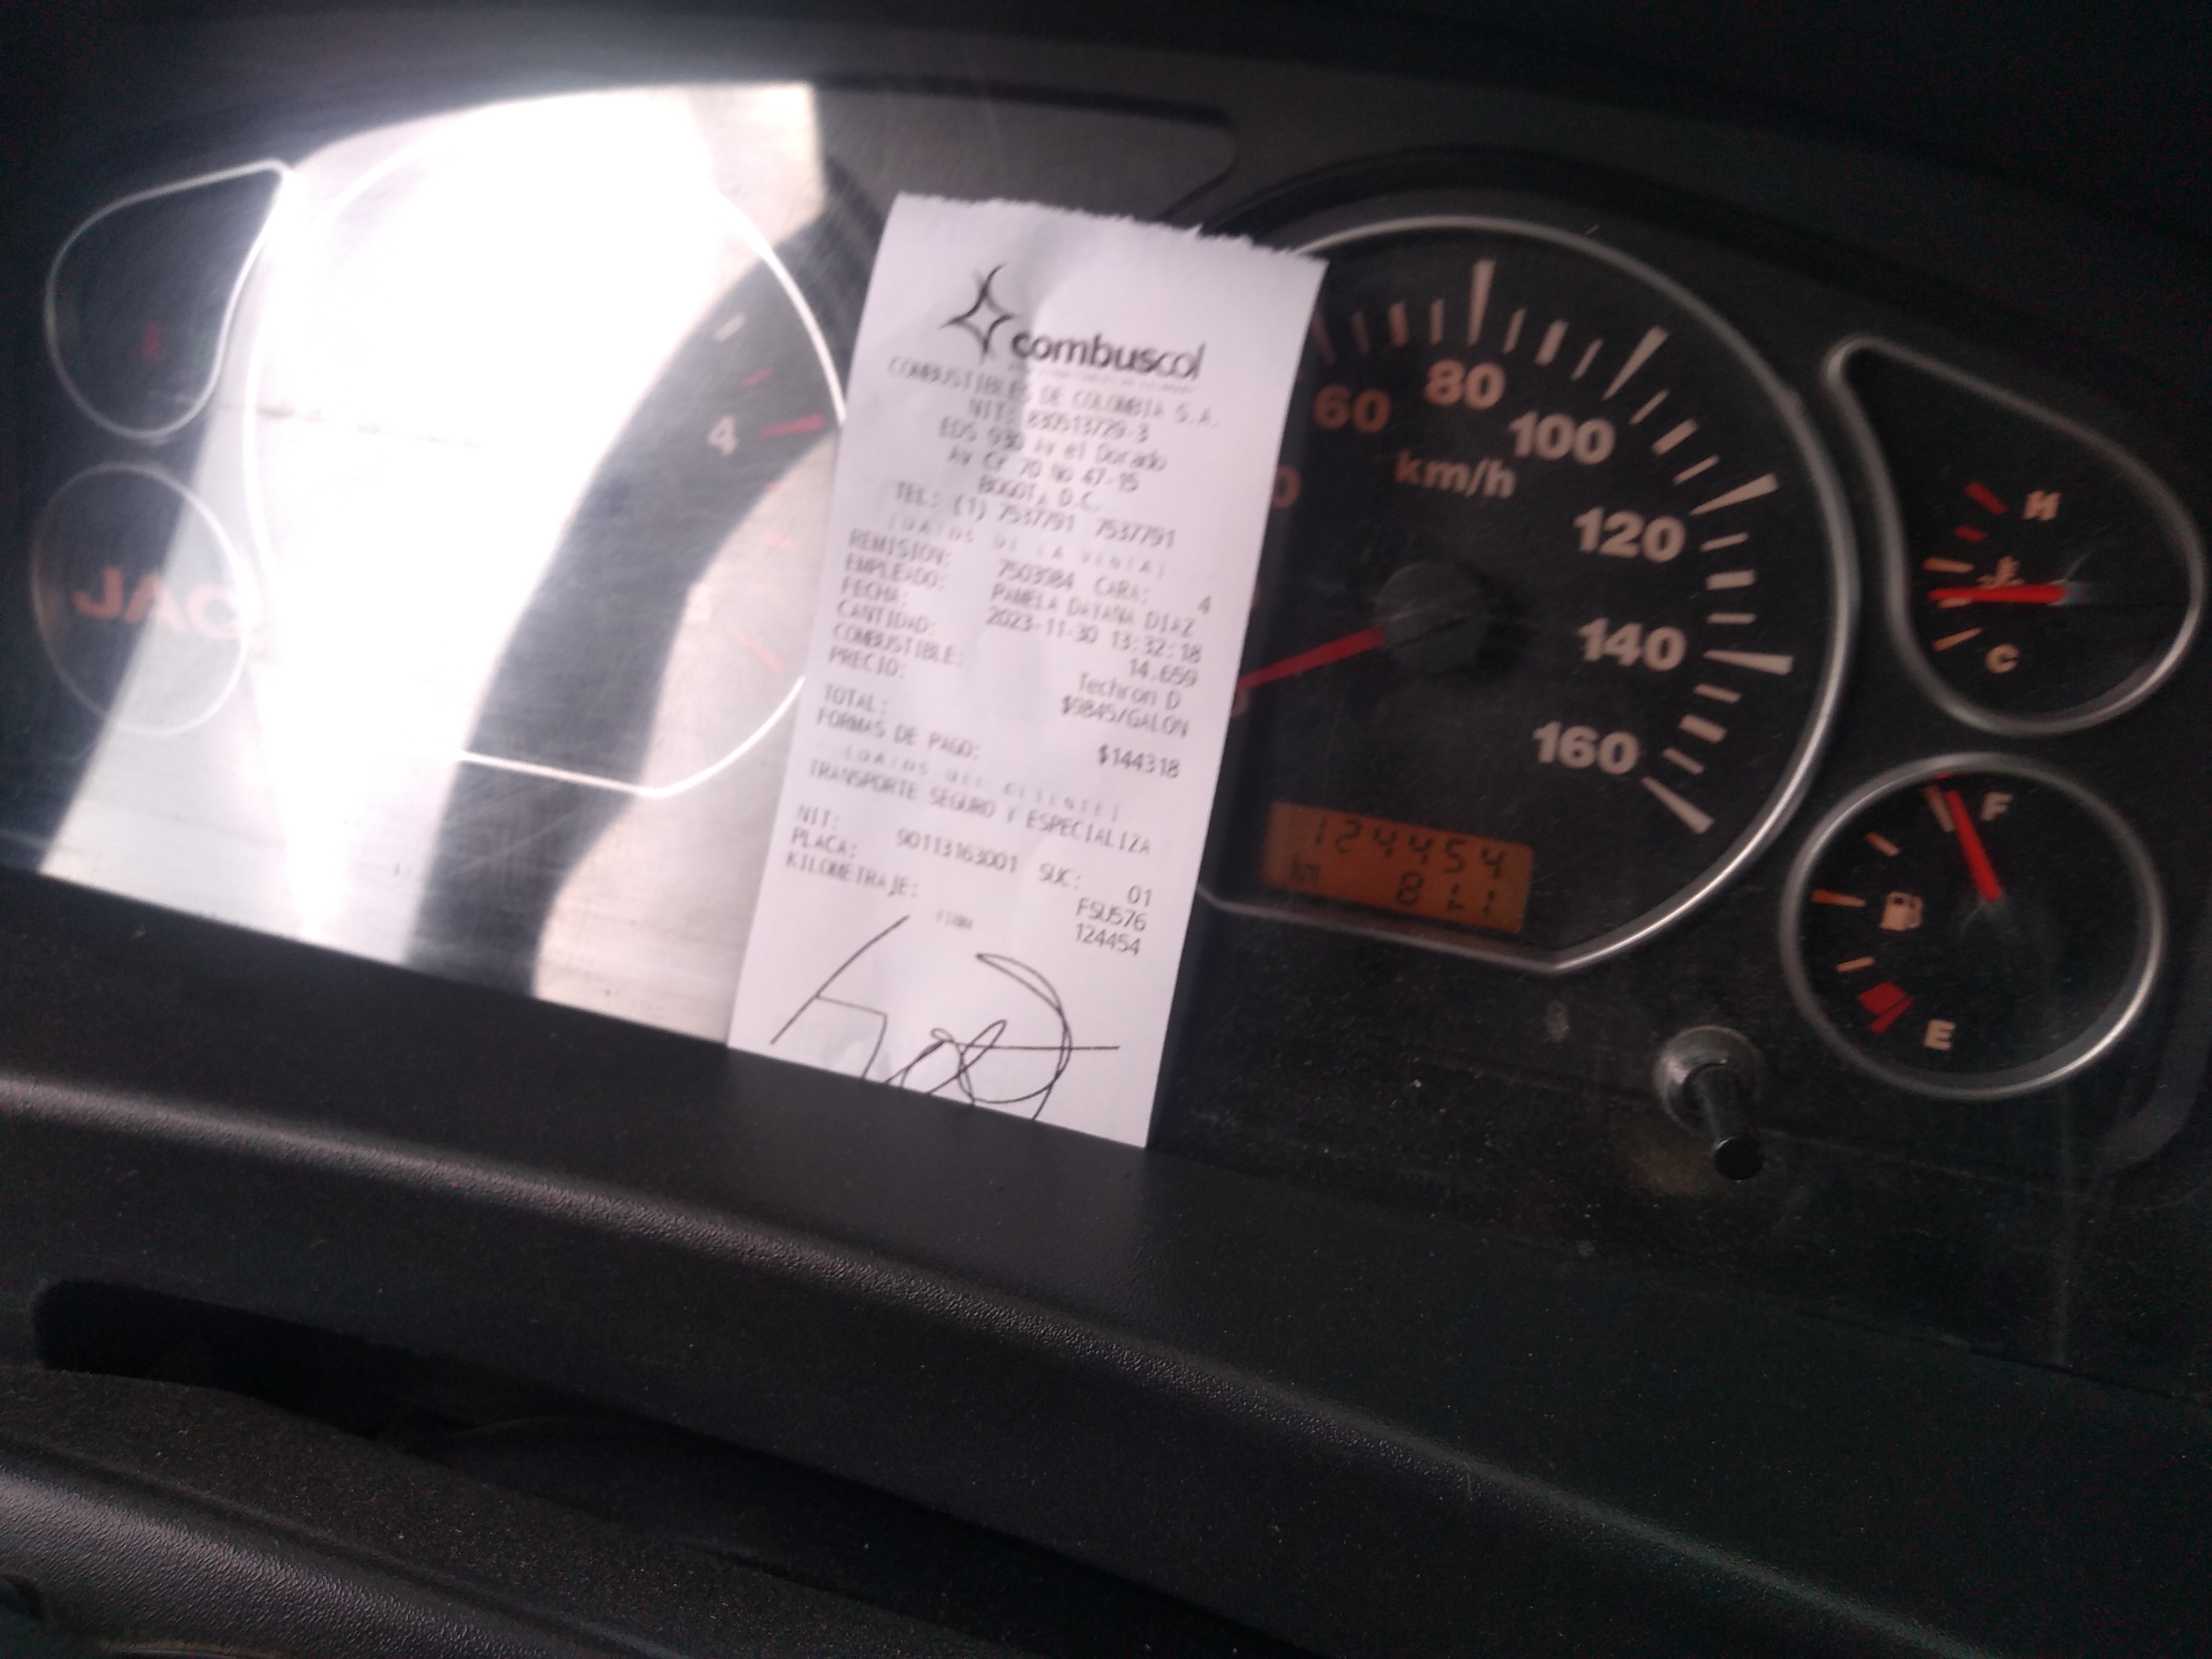 combuscol
COMBUSTIBLES DE COLOMBIA S.A.
NIT: 830513729-3
EDS 930 Av el Dorado
AV Cr 70 No 47-15
BOGOTA D.C.
TEL: (1) 7537791 7537791
[DATOS DE LA VENTA]
REMISION: 7503984 CARA: 4
EMPLEADO: PAMELA DAYANA DIAZ
FECHA: 2023-11-30 13:32:18
CANTIDAD: 14.659
COMBUSTIBLE: Techron D
PRECIO: $9845/GALON
TOTAL: $144318
FORMAS DE PAGO:
[DATOS DEL CLIENTE]
TRANSPORTE SEGURO Y ESPECIALIZA
NIT: 90113163001 SUC: 01
PLACA: FSU576
KILOMETRAJE: 124454
FIRMA
JAC
4
60
80
100
km/h
120
140
160
124454
km
H
C
F
E